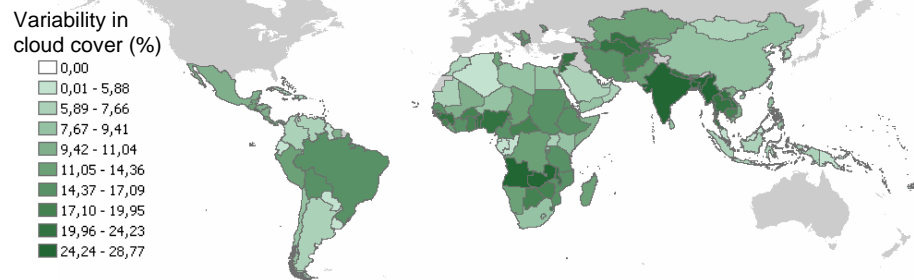 Variability in
cloud cover (%)
0,00
0,01 - 5,88
5,89 - 7,66
7,67 - 9,41
9,42 - 11,04
11,05 - 14,36
14,37 - 17,09
17,10 - 19,95
19,96 - 24,23
24,24 - 28,77